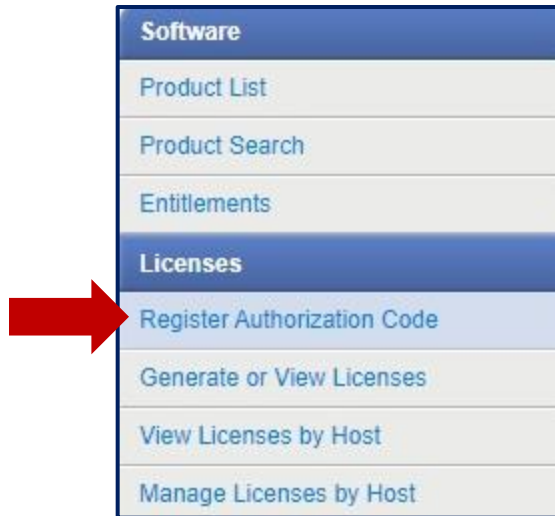 Software
Product List
Product Search
Entitlements
Licenses
Register Authorization Code
Generate or View Licenses
View Licenses by Host
Manage Licenses by Host